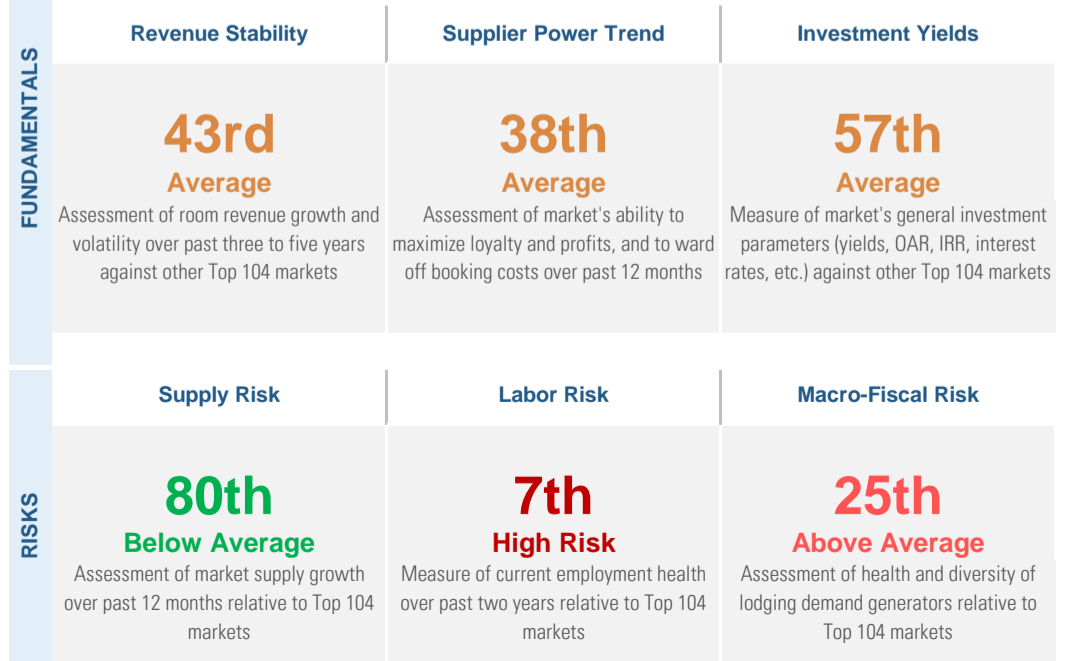 FUNDAMENTALS
Revenue Stability
43rd
Average
Assessment of room revenue growth and
volatility over past three to five years
against other Top 104 markets
Supplier Power Trend
38th
Average
Assessment of market's ability to
maximize loyalty and profits, and to ward
off booking costs over past 12 months
Investment Yields
57th
Average
Measure of market's general investment
parameters (yields, OAR, IRR, interest
rates, etc.) against other Top 104 markets
RISKS
Supply Risk
80th
Below Average
Assessment of market supply growth
over past 12 months relative to Top 104
markets
Labor Risk
7th
High Risk
Measure of current employment health
over past two years relative to Top 104
markets
Macro-Fiscal Risk
25th
Above Average
Assessment of health and diversity of
lodging demand generators relative to
Top 104 markets